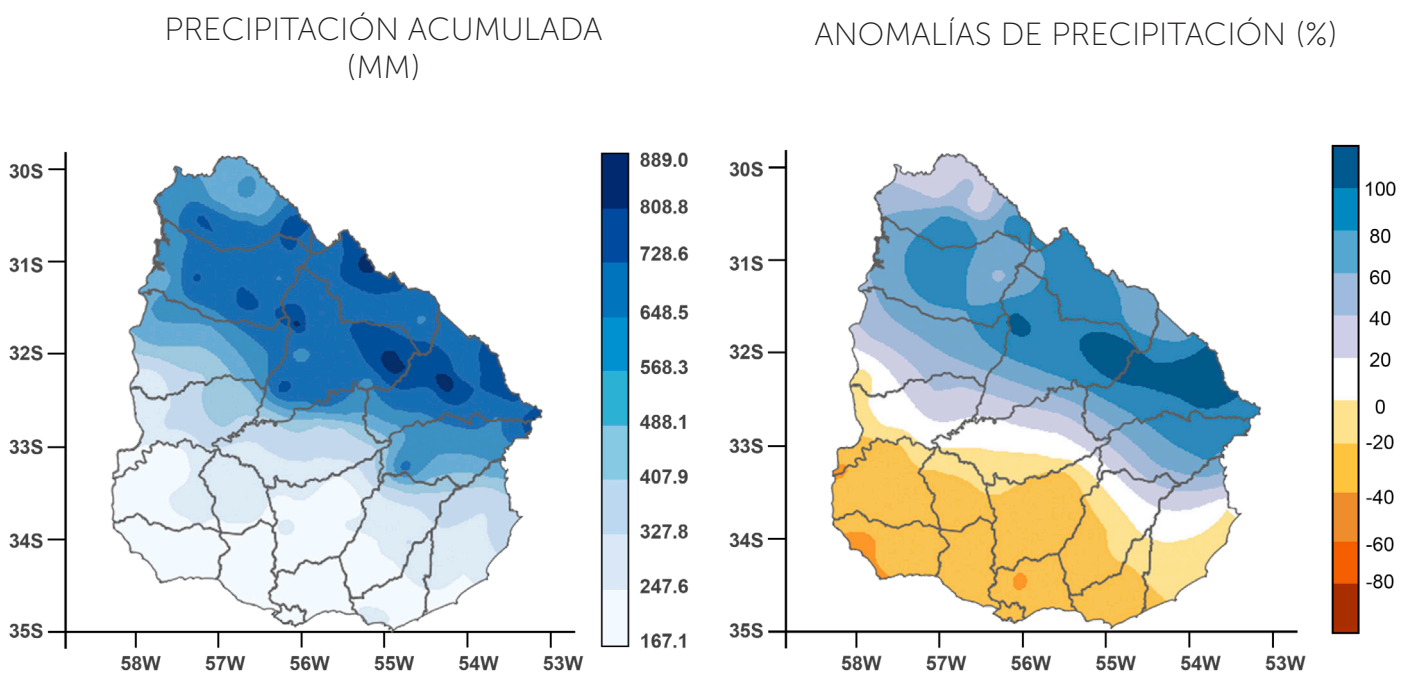 PRECIPITACIÓN ACUMULADA
(MM)
30S
31S
32S
33S
34S
35S
58W 57W 56W 55W 54W 53W
889.0
808.8
728.6
648.5
568.3
488.1
407.9
327.8
247.6
167.1
ANOMALÍAS DE PRECIPITACIÓN (%)
30S
31S
32S
33S
34S
35S
58W 57W 56W 55W 54W 53W
100
80
60
40
20
0
-20
-40
-60
-80